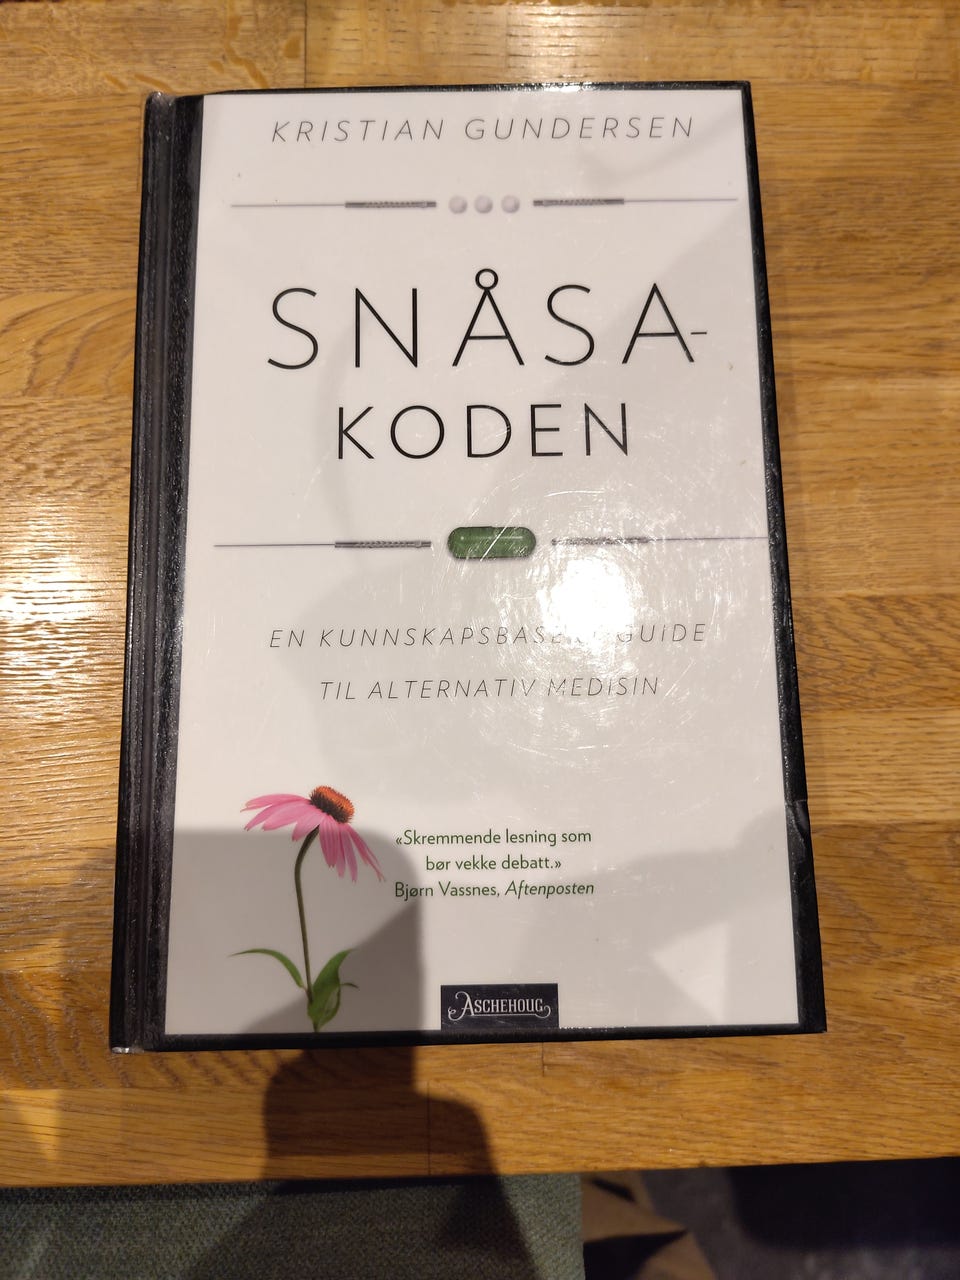 KRISTIAN GUNDERSEN
SNÅSA-
KODEN
EN KUNNSKAPSBASERT GUIDE
TIL ALTERNATIV MEDISIN
«Skremmende lesning som
bør vekke debatt.»
Bjørn Vassnes, Aftenposten
ASCHEHOUG